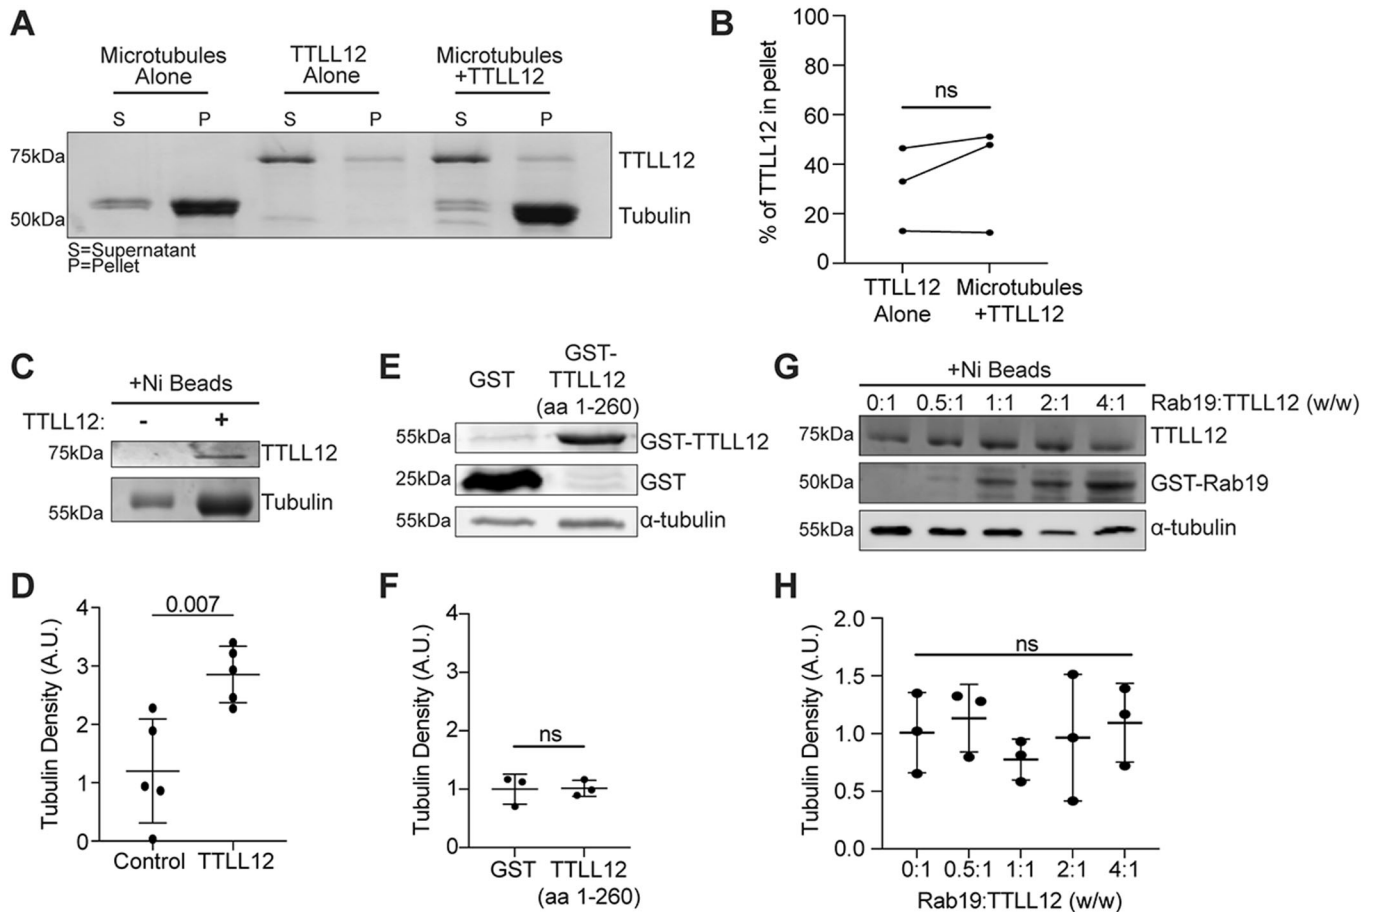 A
Microtubules
Alone
TTLL12
Alone
Microtubules
+TTLL12
S P S P S P
75kDa
TTLL12
50kDa
Tubulin
S=Supernatant
P=Pellet
B
% of TTLL12 in pellet
100
80
60
40
20
0
ns
TTLL12
Alone
Microtubules
+TTLL12
C
+Ni Beads
TTLL12: - +
75kDa
TTLL12
55kDa
Tubulin
D
Tubulin Density (A.U.)
4
3
2
1
0
0.007
Control TTLL12
E
GST
GST-
TTLL12
(aa 1-260)
55kDa
GST-TTLL12
25kDa
GST
55kDa
α-tubulin
F
Tubulin Density (A.U.)
4
3
2
1
0
ns
GST
TTLL12
(aa 1-260)
G
+Ni Beads
0:1 0.5:1 1:1 2:1 4:1 Rab19:TTLL12 (w/w)
75kDa
TTLL12
50kDa
GST-Rab19
55kDa
α-tubulin
H
Tubulin Density (A.U.)
2.0
1.5
1.0
0.5
0.0
ns
0:1 0.5:1 1:1 2:1 4:1
Rab19:TTLL12 (w/w)